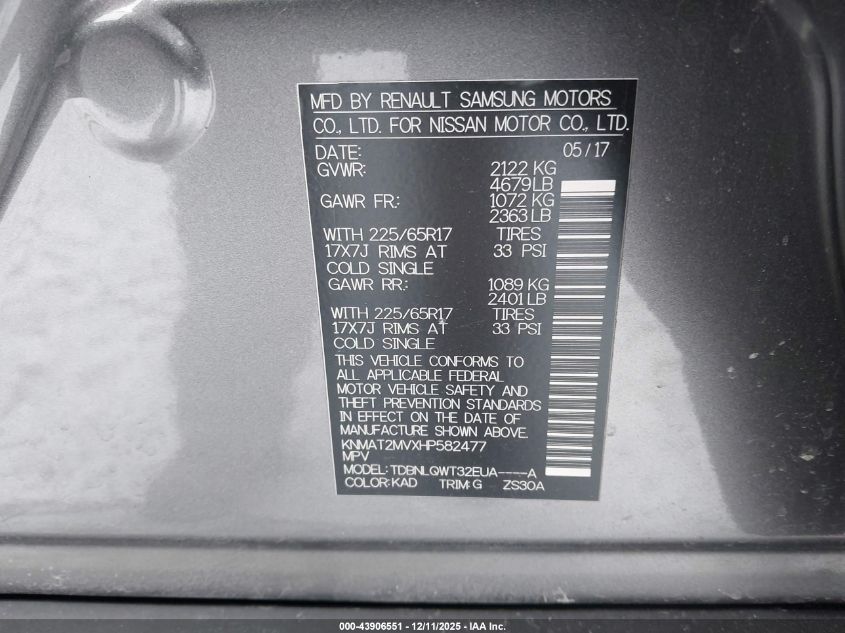 MFD BY RENAULT SAMSUNG MOTORS
CO., LTD. FOR NISSAN MOTOR CO., LTD.
DATE: 05/17
GVWR: 2122 KG
4679LB
GAWR FR.: 1072 KG
2363LB
WITH 225/65R17 TIRES
17X7J RIMS AT 33 PSI
COLD SINGLE
GAWR RR.: 1089 KG
2401LB
WITH 225/65R17 TIRES
17X7J RIMS AT 33 PSI
COLD SINGLE
THIS VEHICLE CONFORMS TO
ALL APPLICABLE FEDERAL
MOTOR VEHICLE SAFETY AND
THEFT PREVENTION STANDARDS
IN EFFECT ON THE DATE OF
MANUFACTURE SHOWN ABOVE.
KNMAT2MVXHP582477
MPV
MODEL: TDBNLQWT32EUA----A
COLOR: KAD TRIM: G ZS30A
000-43906551 - 12/11/2025 - IAA Inc.